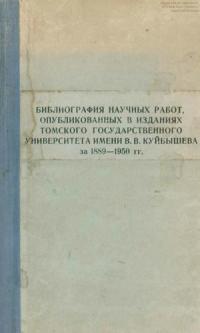 БИБЛИОГРАФИЯ НАУЧНЫХ РАБОТ,
ОПУБЛИКОВАННЫХ В ИЗДАНИЯХ
ТОМСКОГО ГОСУДАРСТВЕННОГО
УНИВЕРСИТЕТА ИМЕНИ В. В. КУЙБЫШЕВА
за 1889—1950 гг.